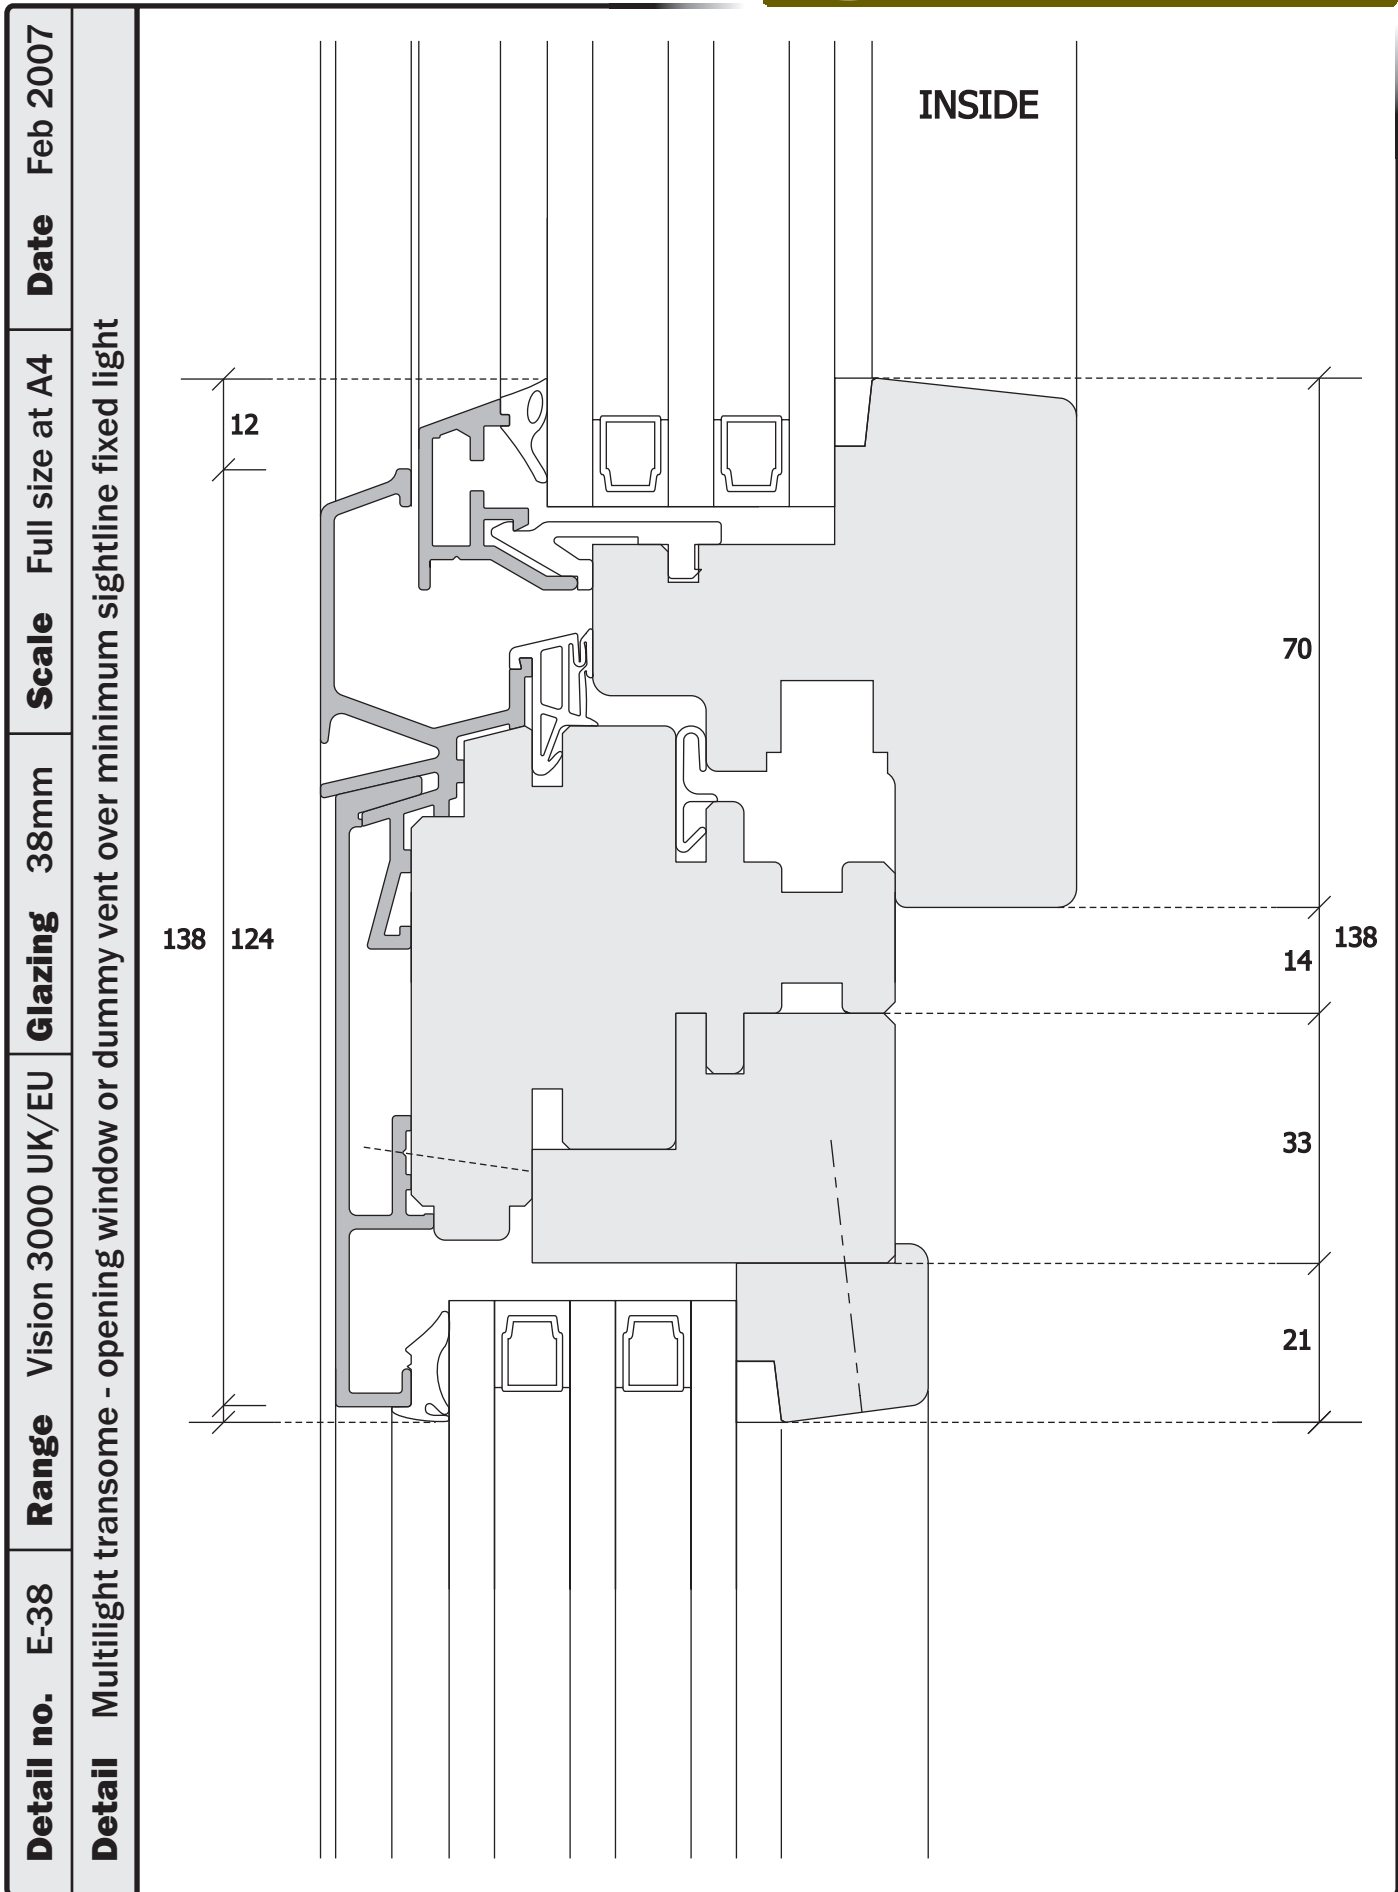 Detail no. E-38 Range Vision 3000 UK/EU Glazing 38mm Scale Full size at A4 Date Feb 2007
Detail Multilight transome - opening window or dummy vent over minimum sightline fixed light
INSIDE
12
70
138 124
14
138
33
21